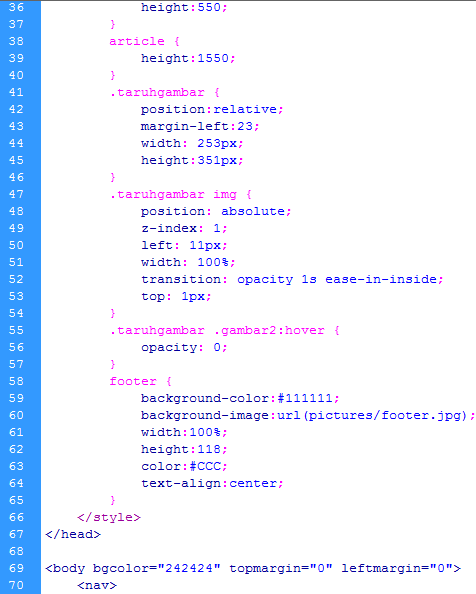 36 height:550;
37 }
38 article {
39 height:1550;
40 }
41 .taruhgambar {
42 position:relative;
43 margin-left:23;
44 width: 253px;
45 height:351px;
46 }
47 .taruhgambar img {
48 position: absolute;
49 z-index: 1;
50 left: 11px;
51 width: 100%;
52 transition: opacity 1s ease-in-inside;
53 top: 1px;
54 }
55 .taruhgambar .gambar2:hover {
56 opacity: 0;
57 }
58 footer {
59 background-color:#111111;
60 background-image:url(pictures/footer.jpg);
61 width:100%;
62 height:118;
63 color:#CCC;
64 text-align:center;
65 }
66 </style>
67 </head>
68
69 <body bgcolor="242424" topmargin="0" leftmargin="0">
70 <nav>